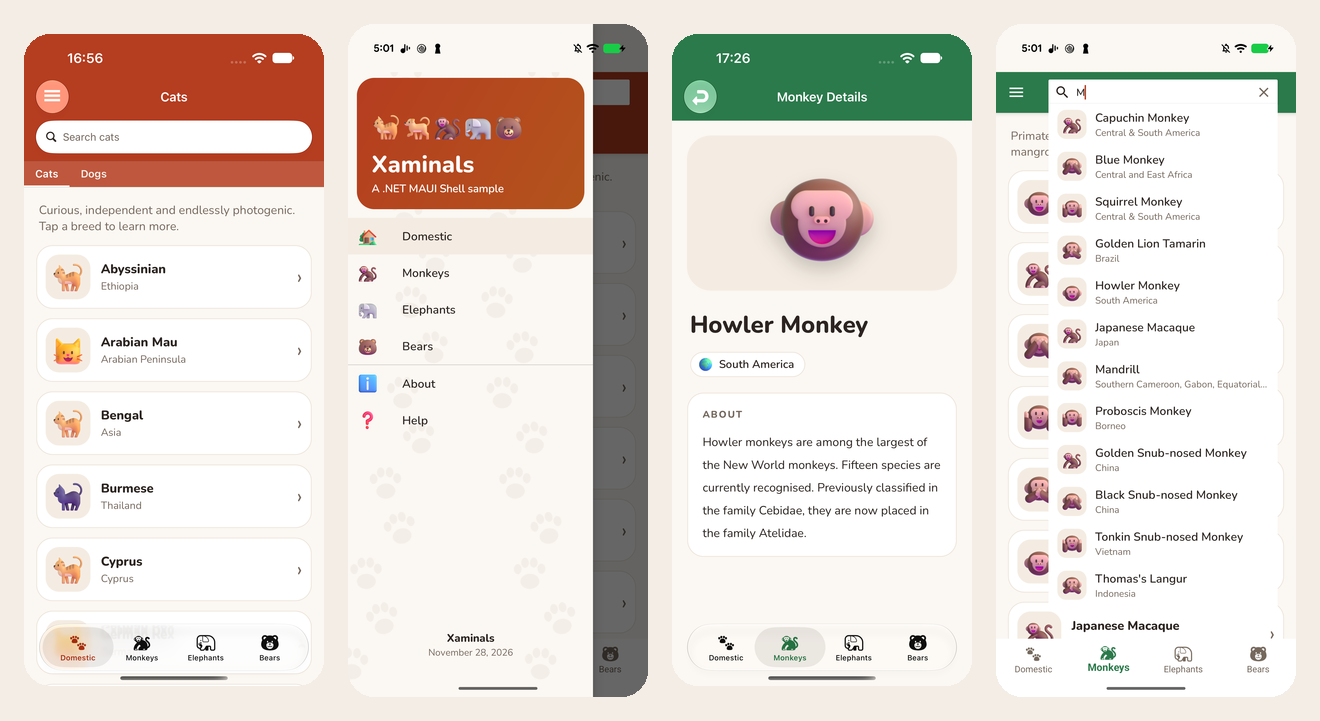 16:56
Cats
Search cats
Cats Dogs
Curious, independent and endlessly photogenic.
Tap a breed to learn more.
Abyssinian
Ethiopia
Arabian Mau
Arabian Peninsula
Bengal
Asia
Burmese
Thailand
Cyprus
Cyprus
Domestic Monkeys Elephants Bears
5:01
Xaminals
A .NET MAUI Shell sample
Domestic
Monkeys
Elephants
Bears
About
Help
Xaminals
November 28, 2026
enic.
Bears
17:26
Monkey Details
Howler Monkey
South America
ABOUT
Howler monkeys are among the largest of
the New World monkeys. Fifteen species are
currently recognised. Previously classified in
the family Cebidae, they are now placed in
the family Atelidae.
Domestic Monkeys Elephants Bears
5:01
M
Primate
mangro
Capuchin Monkey
Central & South America
Blue Monkey
Central and East Africa
Squirrel Monkey
Central & South America
Golden Lion Tamarin
Brazil
Howler Monkey
South America
Japanese Macaque
Japan
Mandrill
Southern Cameroon, Gabon, Equatorial...
Proboscis Monkey
Borneo
Golden Snub-nosed Monkey
China
Black Snub-nosed Monkey
China
Tonkin Snub-nosed Monkey
Vietnam
Thomas's Langur
Indonesia
Japanese Macaque
Domestic Monkeys Elephants Bears